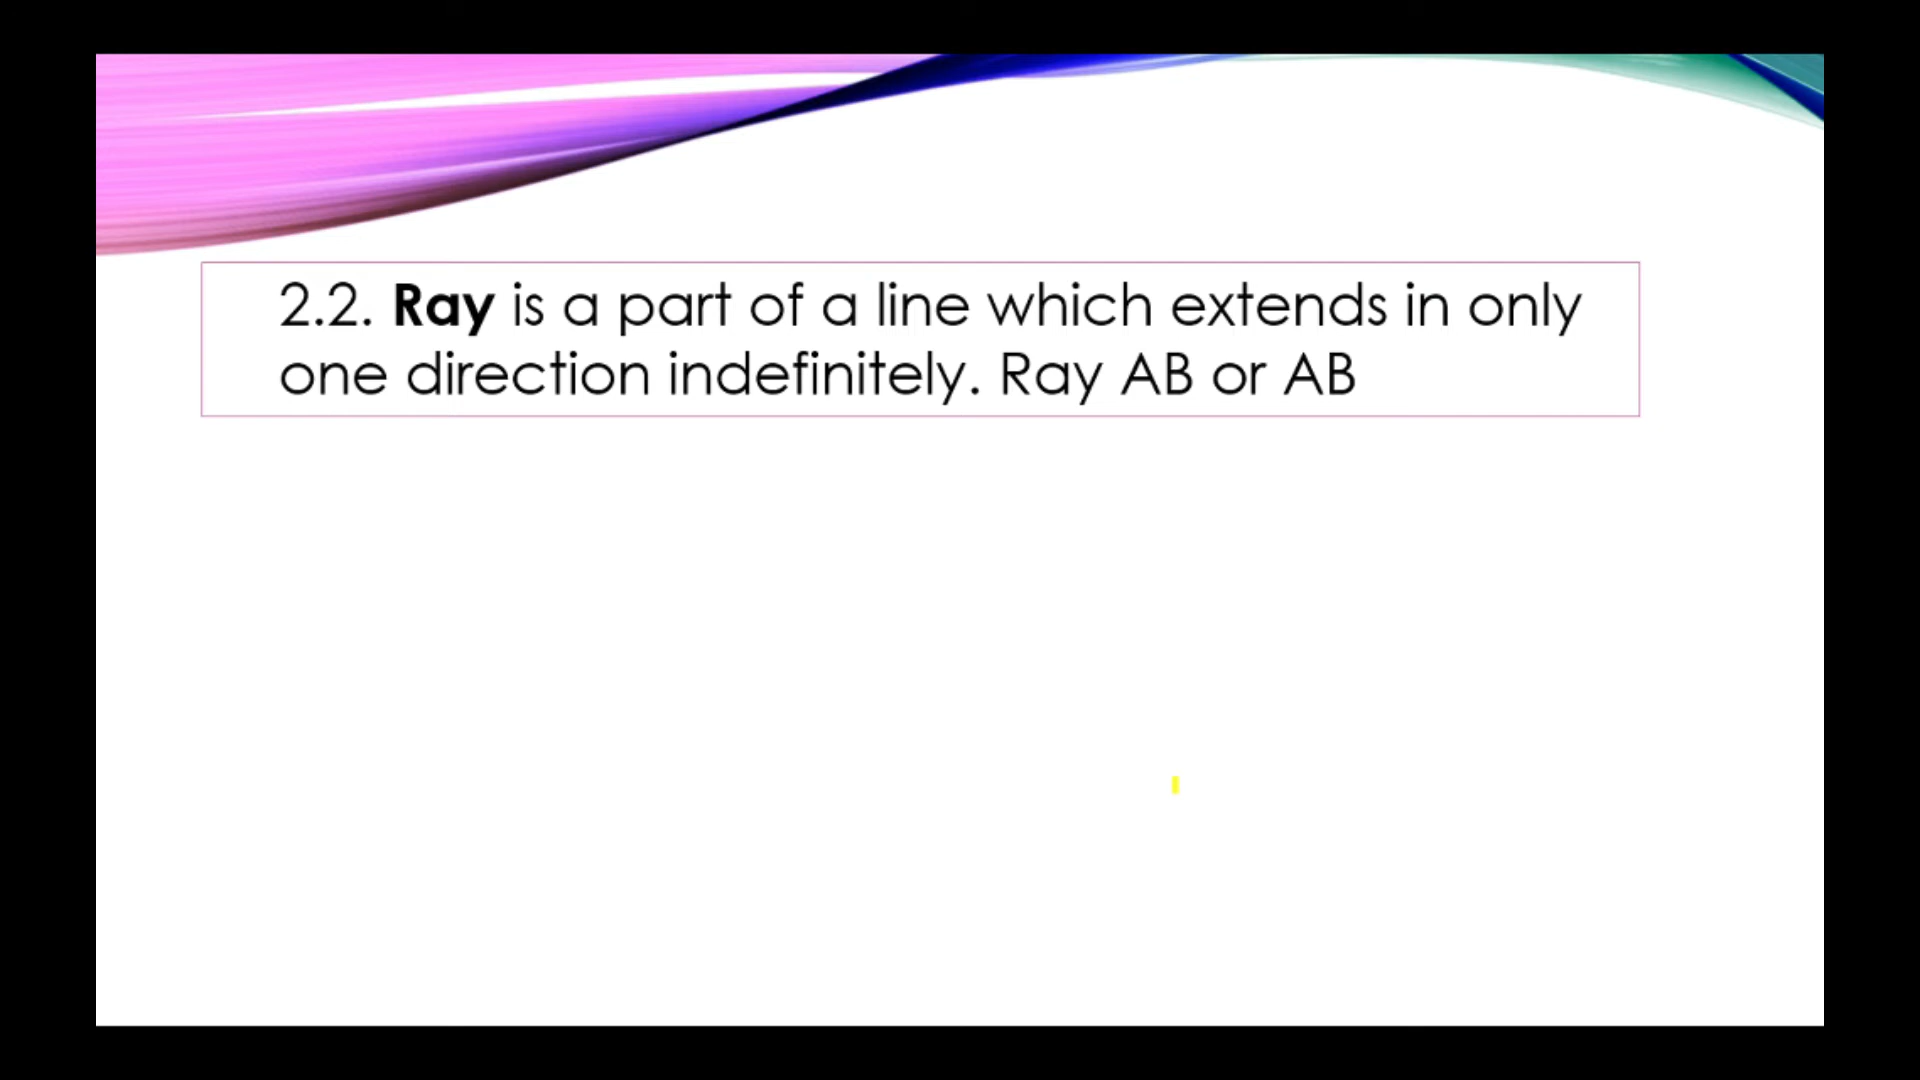 2.2. Ray is a part of a line which extends in only
one direction indefinitely. Ray AB or AB